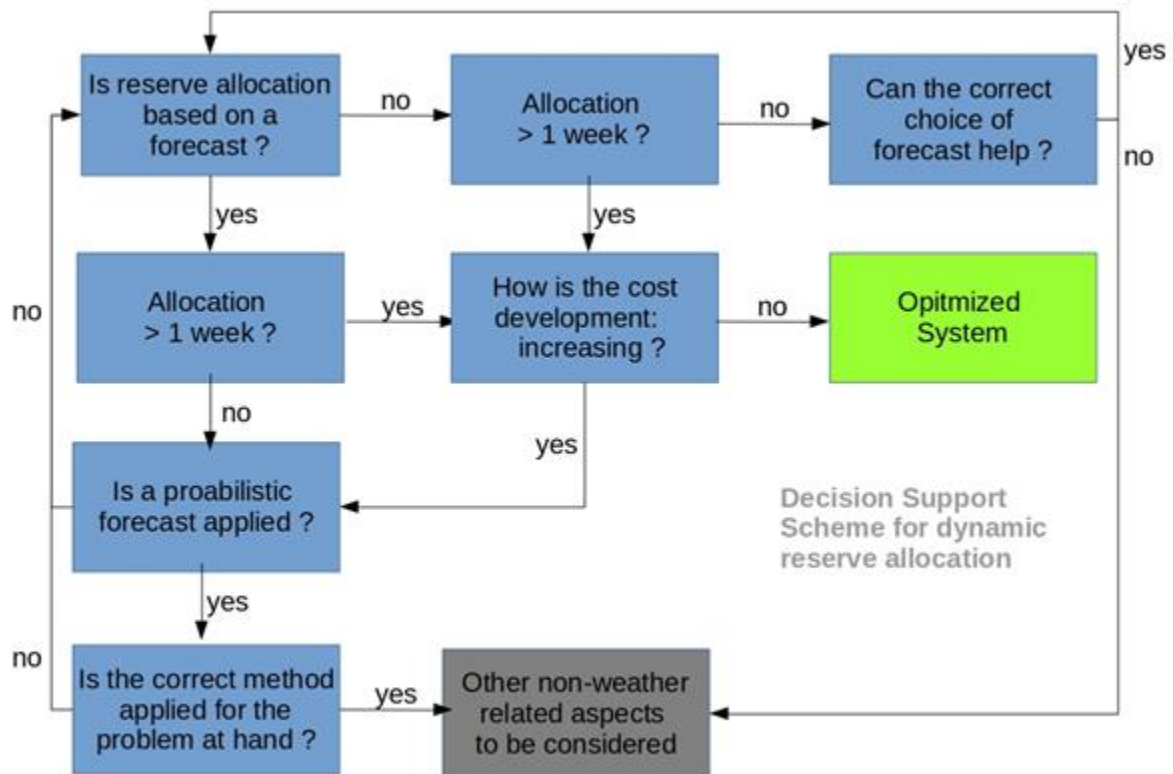 yes
Is reserve allocation
based on a
forecast ?
no
Allocation
> 1 week ?
no
Can the correct
choice of
forecast help ?
no
yes
yes
no
Allocation
> 1 week ?
yes
How is the cost
development:
increasing ?
no
Opitmized
System
no
yes
Is a proabilistic
forecast applied ?
Decision Support
Scheme for dynamic
reserve allocation
yes
no
Is the correct method
applied for the
problem at hand ?
yes
Other non-weather
related aspects
to be considered